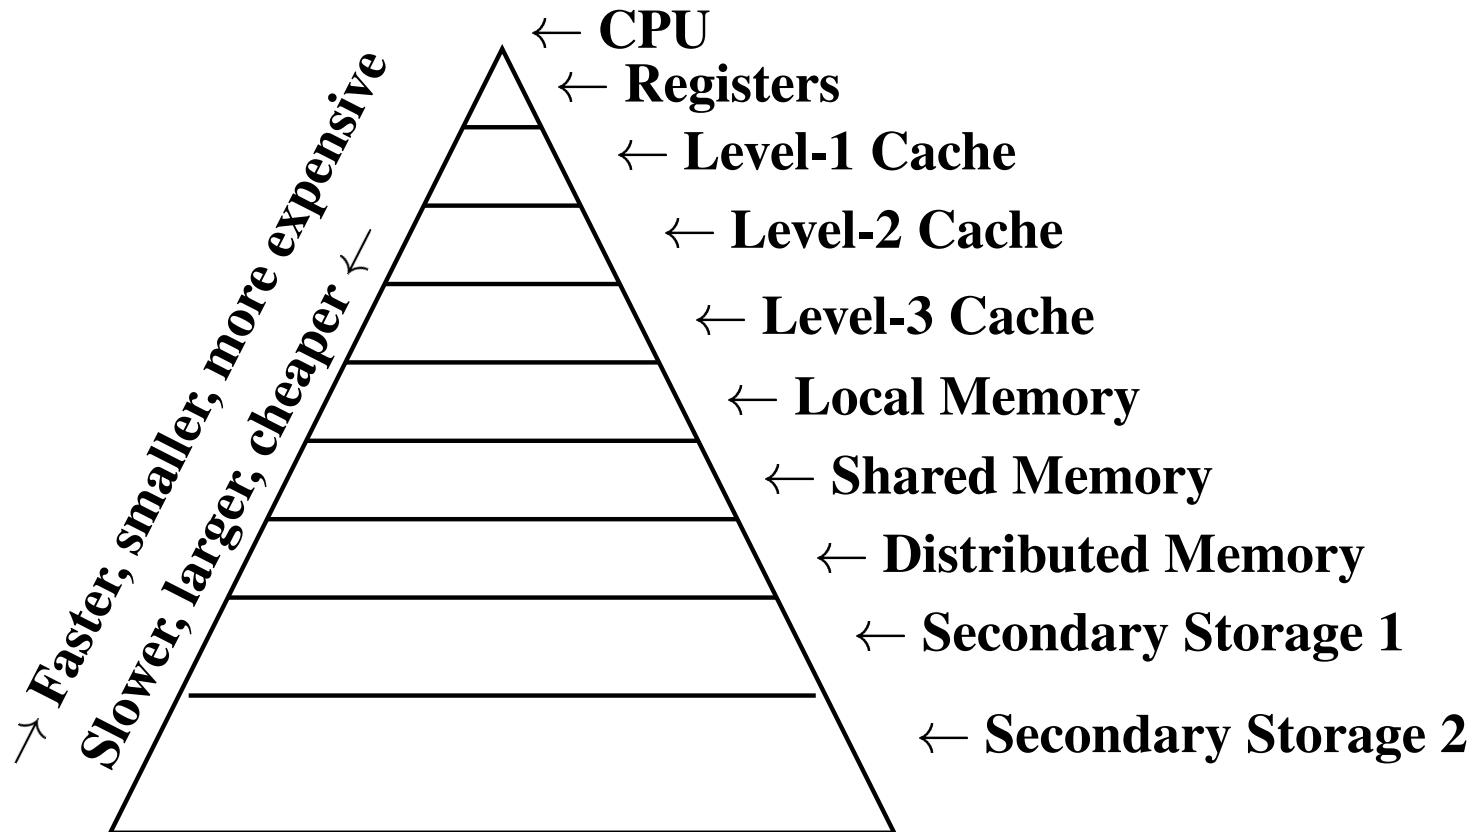 ← CPU
← Registers
← Level-1 Cache
← Level-2 Cache
← Level-3 Cache
← Local Memory
← Shared Memory
← Distributed Memory
← Secondary Storage 1
← Secondary Storage 2
→ Faster, smaller, more expensive
Slower, larger, cheaper ←